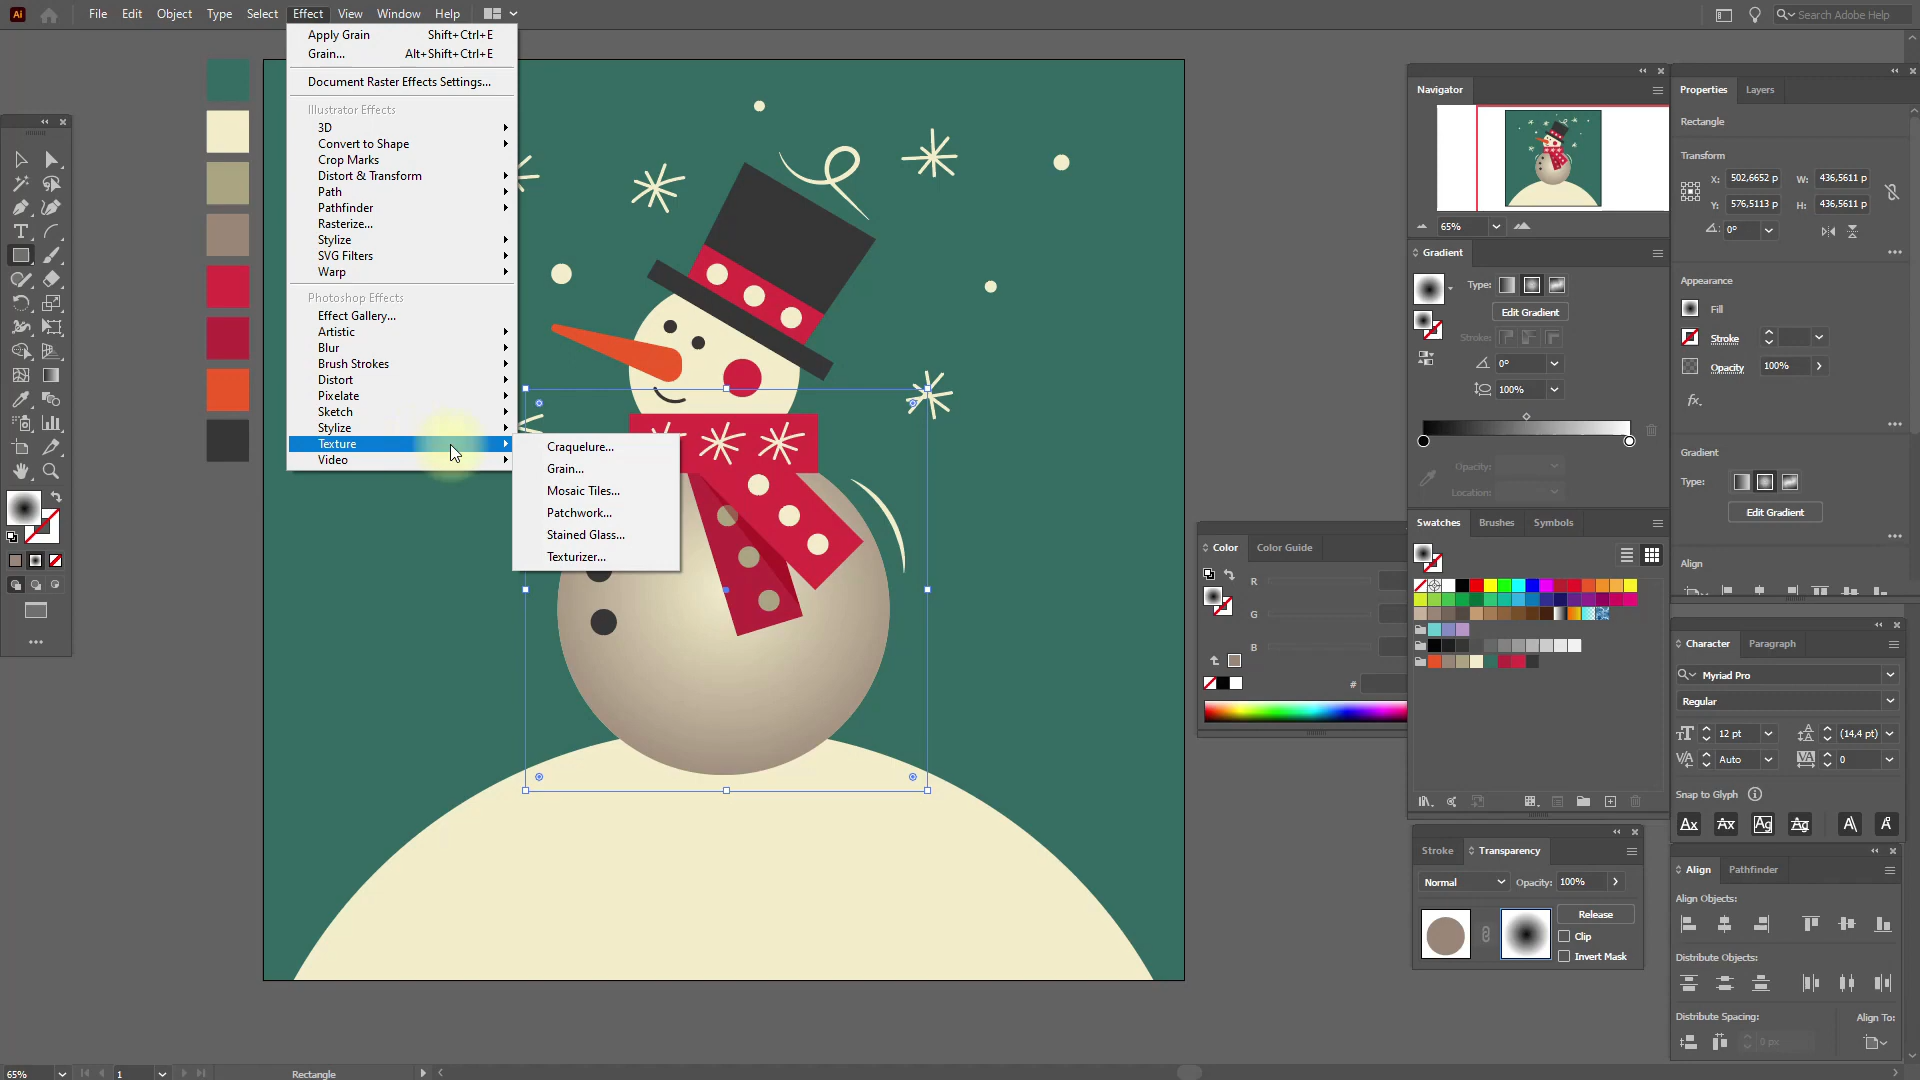 Ai
File Edit Object Type Select Effect View Window Help
Search Adobe Help
Apply Grain Shift+Ctrl+E
Grain... Alt+Shift+Ctrl+E
Document Raster Effects Settings...
Illustrator Effects
3D
Convert to Shape
Crop Marks
Distort & Transform
Path
Pathfinder
Rasterize...
Stylize
SVG Filters
Warp
Photoshop Effects
Effect Gallery...
Artistic
Blur
Brush Strokes
Distort
Pixelate
Sketch
Stylize
Texture
Video
Craquelure...
Grain...
Mosaic Tiles...
Patchwork...
Stained Glass...
Texturizer...
Navigator
65%
Gradient
Type:
Edit Gradient
Stroke:
0°
100%
Opacity:
Location:
Swatches Brushes Symbols
Color Color Guide
R
G
B
#
Stroke Transparency
Normal Opacity: 100%
Release
Clip
Invert Mask
Properties Layers
Rectangle
Transform
X: 502,6652 p W: 436,5611 p
Y: 576,5113 p H: 436,5611 p
0°
Appearance
Fill
Stroke
Opacity 100%
fx.
Gradient
Type:
Edit Gradient
Align
Character Paragraph
Myriad Pro
Regular
12 pt (14,4 pt)
Auto 0
Snap to Glyph
Ax Ax Ag Ag A A
Align Pathfinder
Align Objects:
Distribute Objects:
Distribute Spacing: Align To:
0 px
65% 1 Rectangle